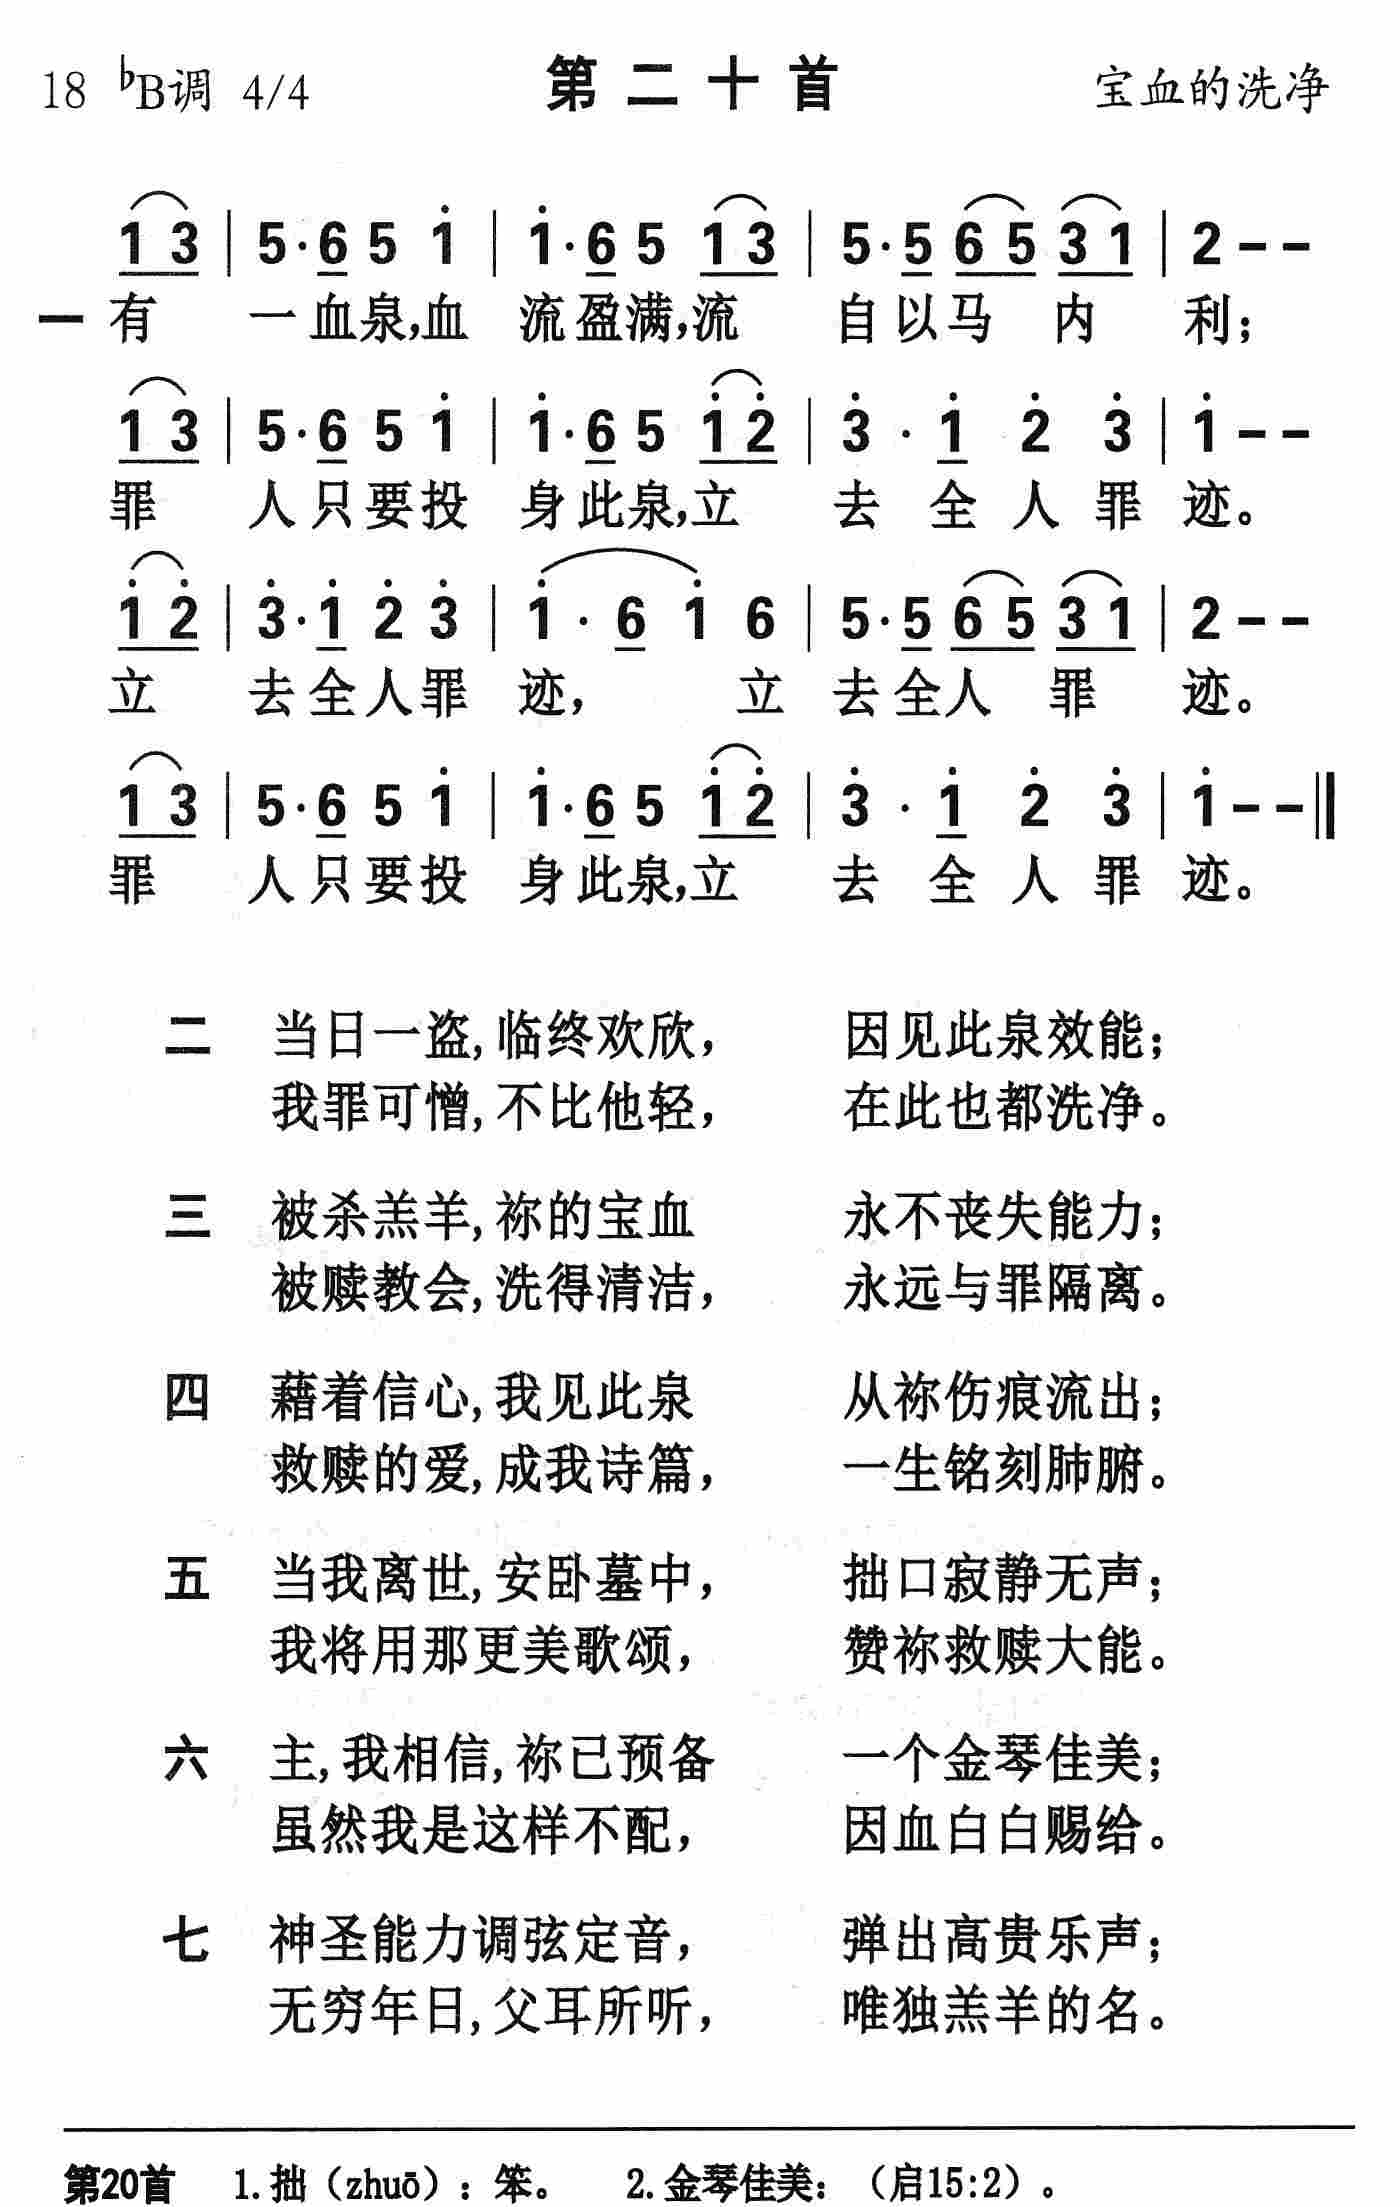 18 ♭B调 4/4 第二十首 宝血的洗净
1 3 | 5·6 5 1̇ | 1̇·6 5 1 3 | 5·5 6 5 3 1 | 2 – –
一 有 一血泉,血 流盈满,流 自以马内 利;
1 3 | 5·6 5 1̇ | 1̇·6 5 1̇ 2̇ | 3̇·1̇ 2̇ 3̇ | 1̇ – –
罪 人只要投 身此泉,立 去全人罪 迹。
1̇ 2̇ | 3̇·1̇ 2̇ 3̇ | 1̇·6 1̇ 6 | 5·5 6 5 3 1 | 2 – –
立 去全人罪 迹, 立 去全人罪 迹。
1 3 | 5·6 5 1̇ | 1̇·6 5 1̇ 2̇ | 3̇·1̇ 2̇ 3̇ | 1̇ – – ‖
罪 人只要投 身此泉,立 去全人罪 迹。
二 当日一盗,临终欢欣, 因见此泉效能;
我罪可憎,不比他轻, 在此也都洗净。
三 被杀羔羊,祢的宝血 永不丧失能力;
被赎教会,洗得清洁, 永远与罪隔离。
四 藉着信心,我见此泉 从祢伤痕流出;
救赎的爱,成我诗篇, 一生铭刻肺腑。
五 当我离世,安卧墓中, 拙口寂静无声;
我将用那更美歌颂, 赞祢救赎大能。
六 主,我相信,祢已预备 一个金琴佳美;
虽然我是这样不配, 因血白白赐给。
七 神圣能力调弦定音, 弹出高贵乐声;
无穷年日,父耳所听, 唯独羔羊的名。
第20首 1.拙(zhuō):笨。 2.金琴佳美:(启15:2)。